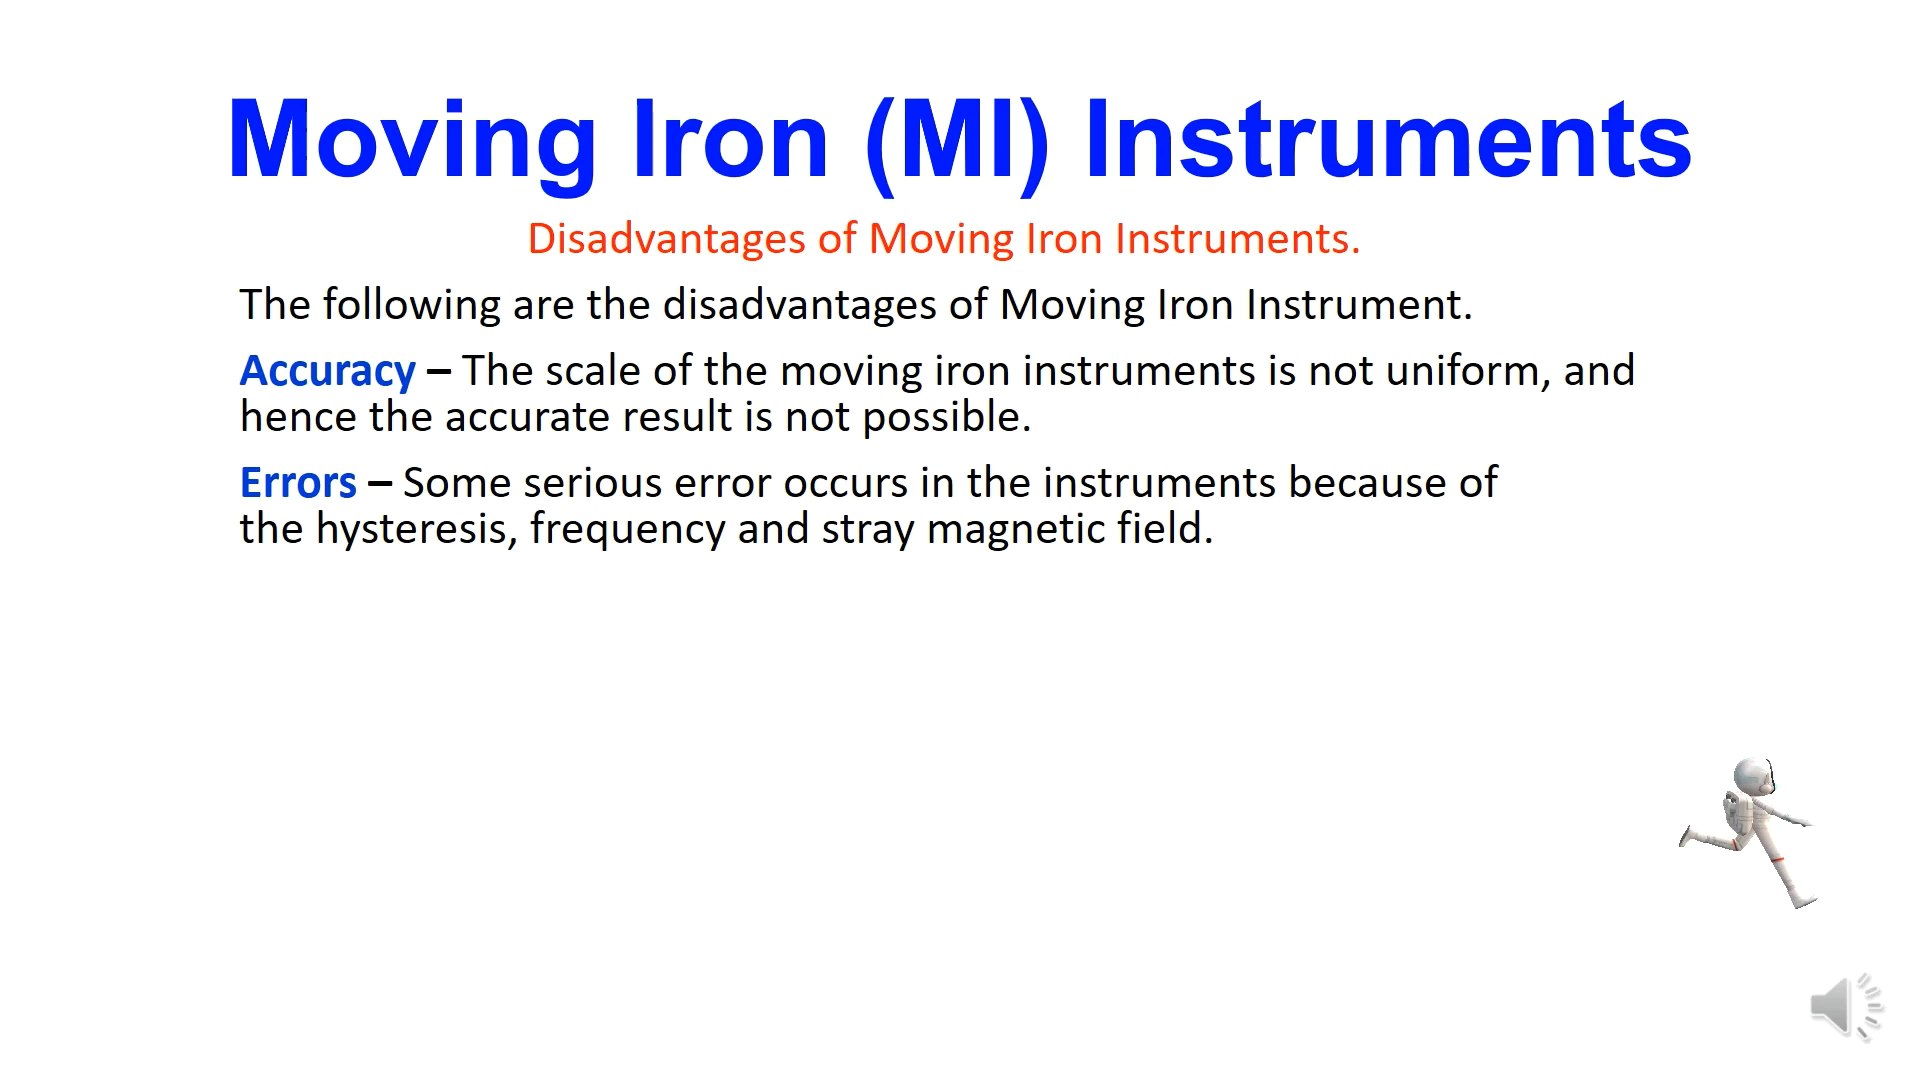 Moving Iron (MI) Instruments
Disadvantages of Moving Iron Instruments.
The following are the disadvantages of Moving Iron Instrument.
Accuracy – The scale of the moving iron instruments is not uniform, and
hence the accurate result is not possible.
Errors – Some serious error occurs in the instruments because of
the hysteresis, frequency and stray magnetic field.